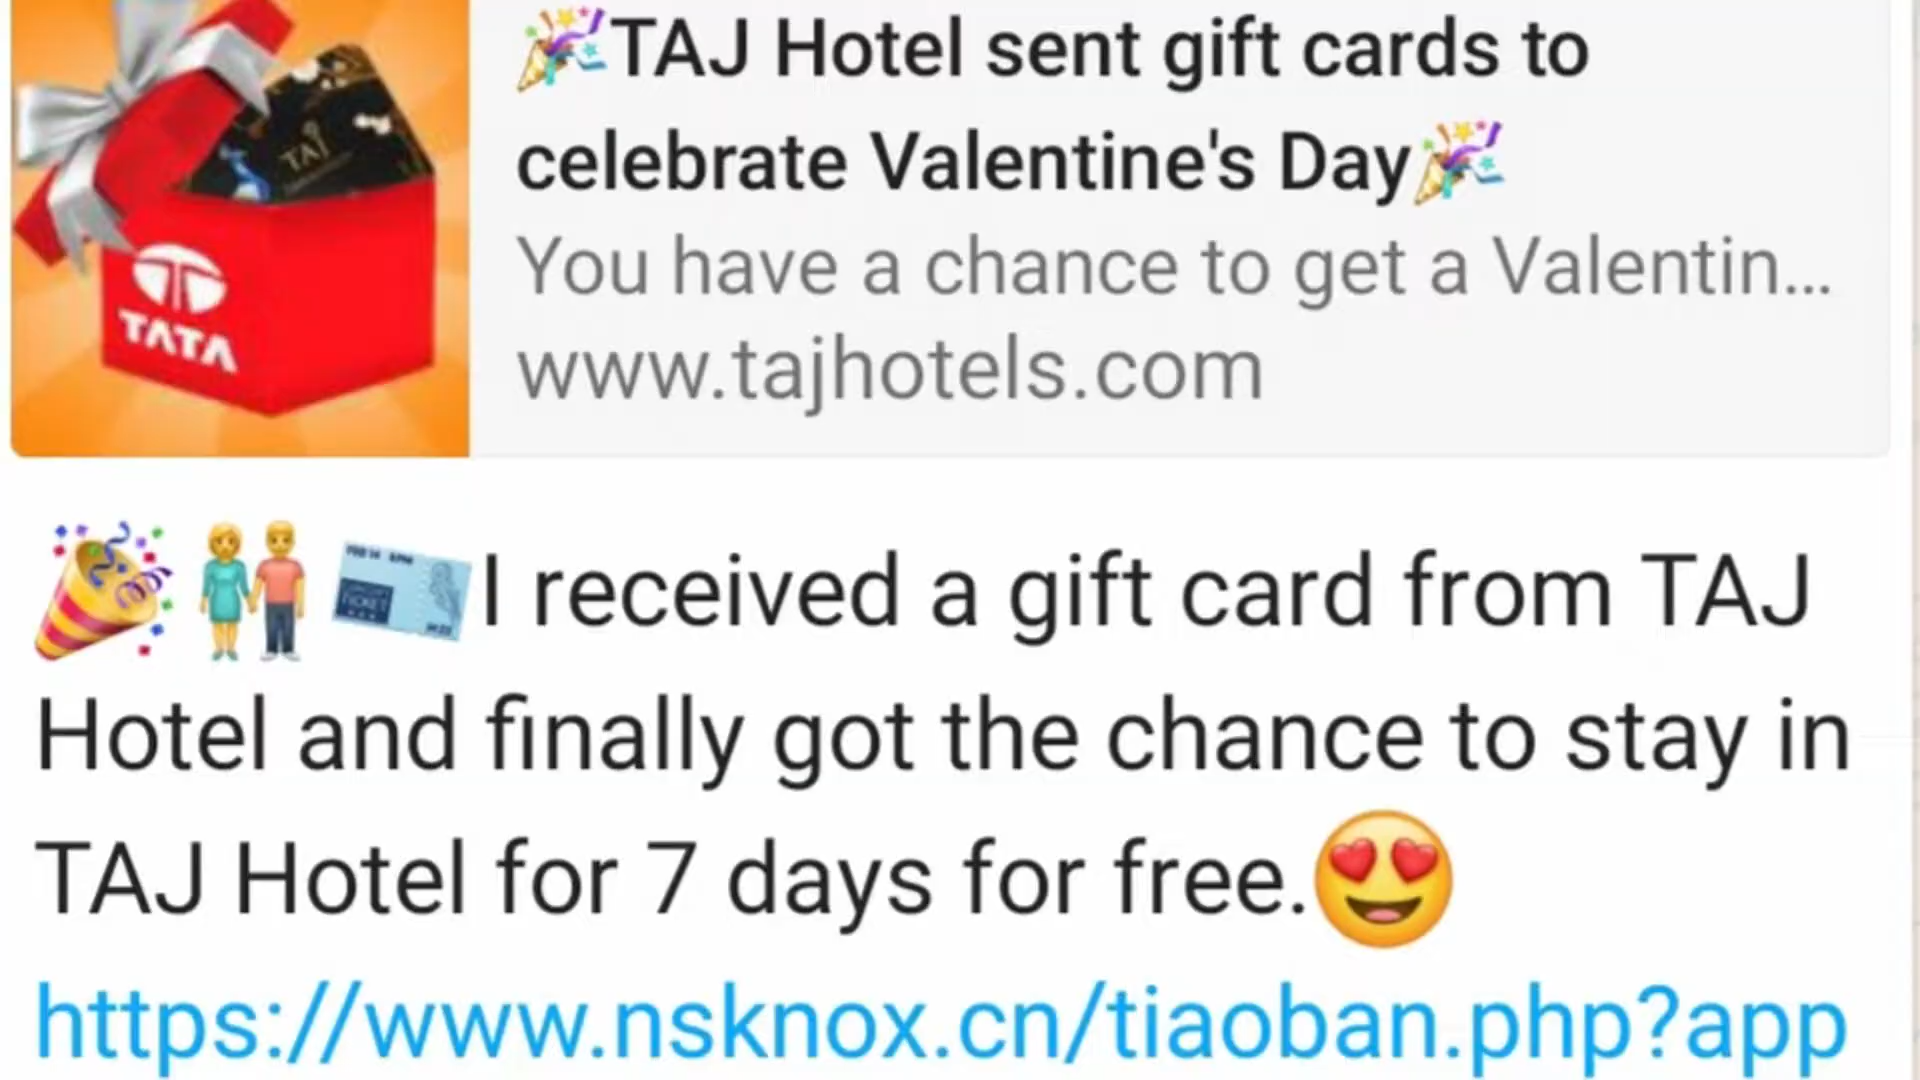 🎉TAJ Hotel sent gift cards to
celebrate Valentine's Day🎉
You have a chance to get a Valentin...
www.tajhotels.com
TAJ
TATA
🎉👫🎫I received a gift card from TAJ
Hotel and finally got the chance to stay in
TAJ Hotel for 7 days for free.😍
https://www.nsknox.cn/tiaoban.php?app